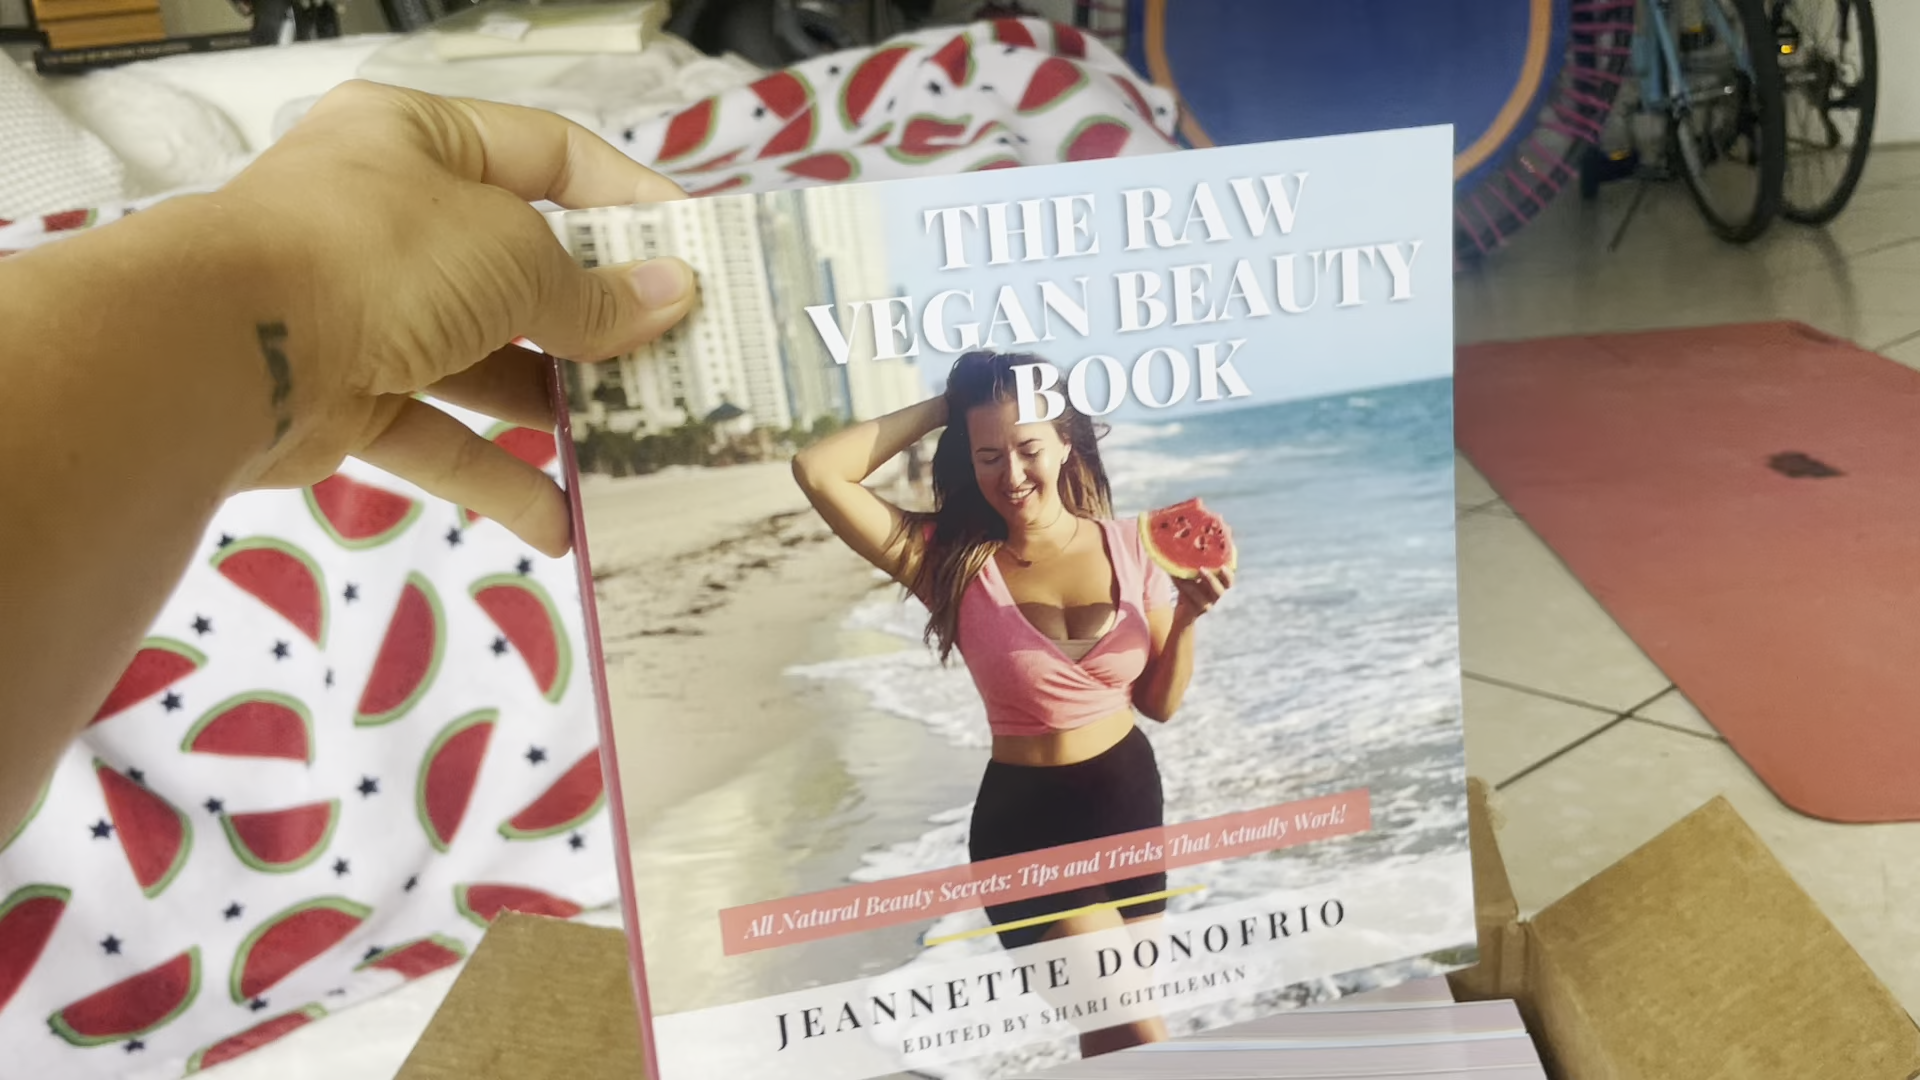 THE RAW
VEGAN BEAUTY
BOOK
All Natural Beauty Secrets: Tips and Tricks That Actually Work!
JEANNETTE DONOFRIO
EDITED BY SHARI GITTLEMAN